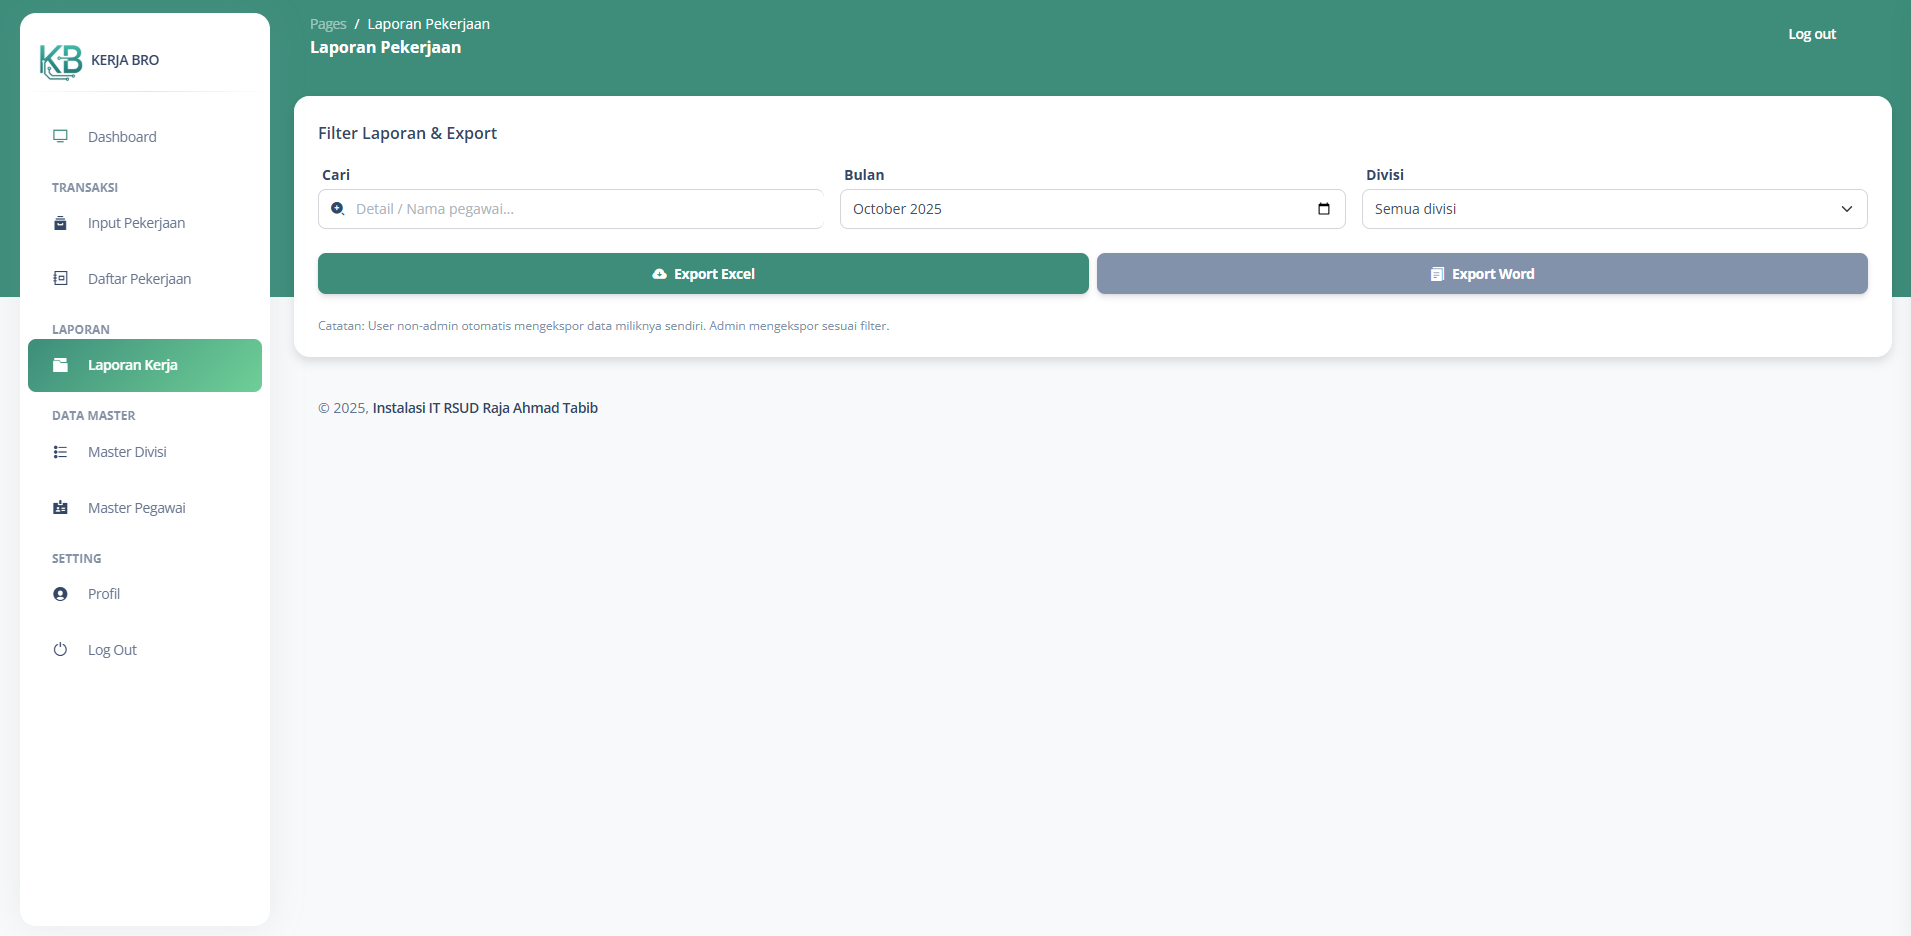 KB KERJA BRO
Dashboard
TRANSAKSI
Input Pekerjaan
Daftar Pekerjaan
LAPORAN
Laporan Kerja
DATA MASTER
Master Divisi
Master Pegawai
SETTING
Profil
Log Out
Pages / Laporan Pekerjaan
Laporan Pekerjaan
Log out
Filter Laporan & Export
Cari
Detail / Nama pegawai...
Bulan
October 2025
Divisi
Semua divisi
Export Excel
Export Word
Catatan: User non-admin otomatis mengekspor data miliknya sendiri. Admin mengekspor sesuai filter.
© 2025, Instalasi IT RSUD Raja Ahmad Tabib